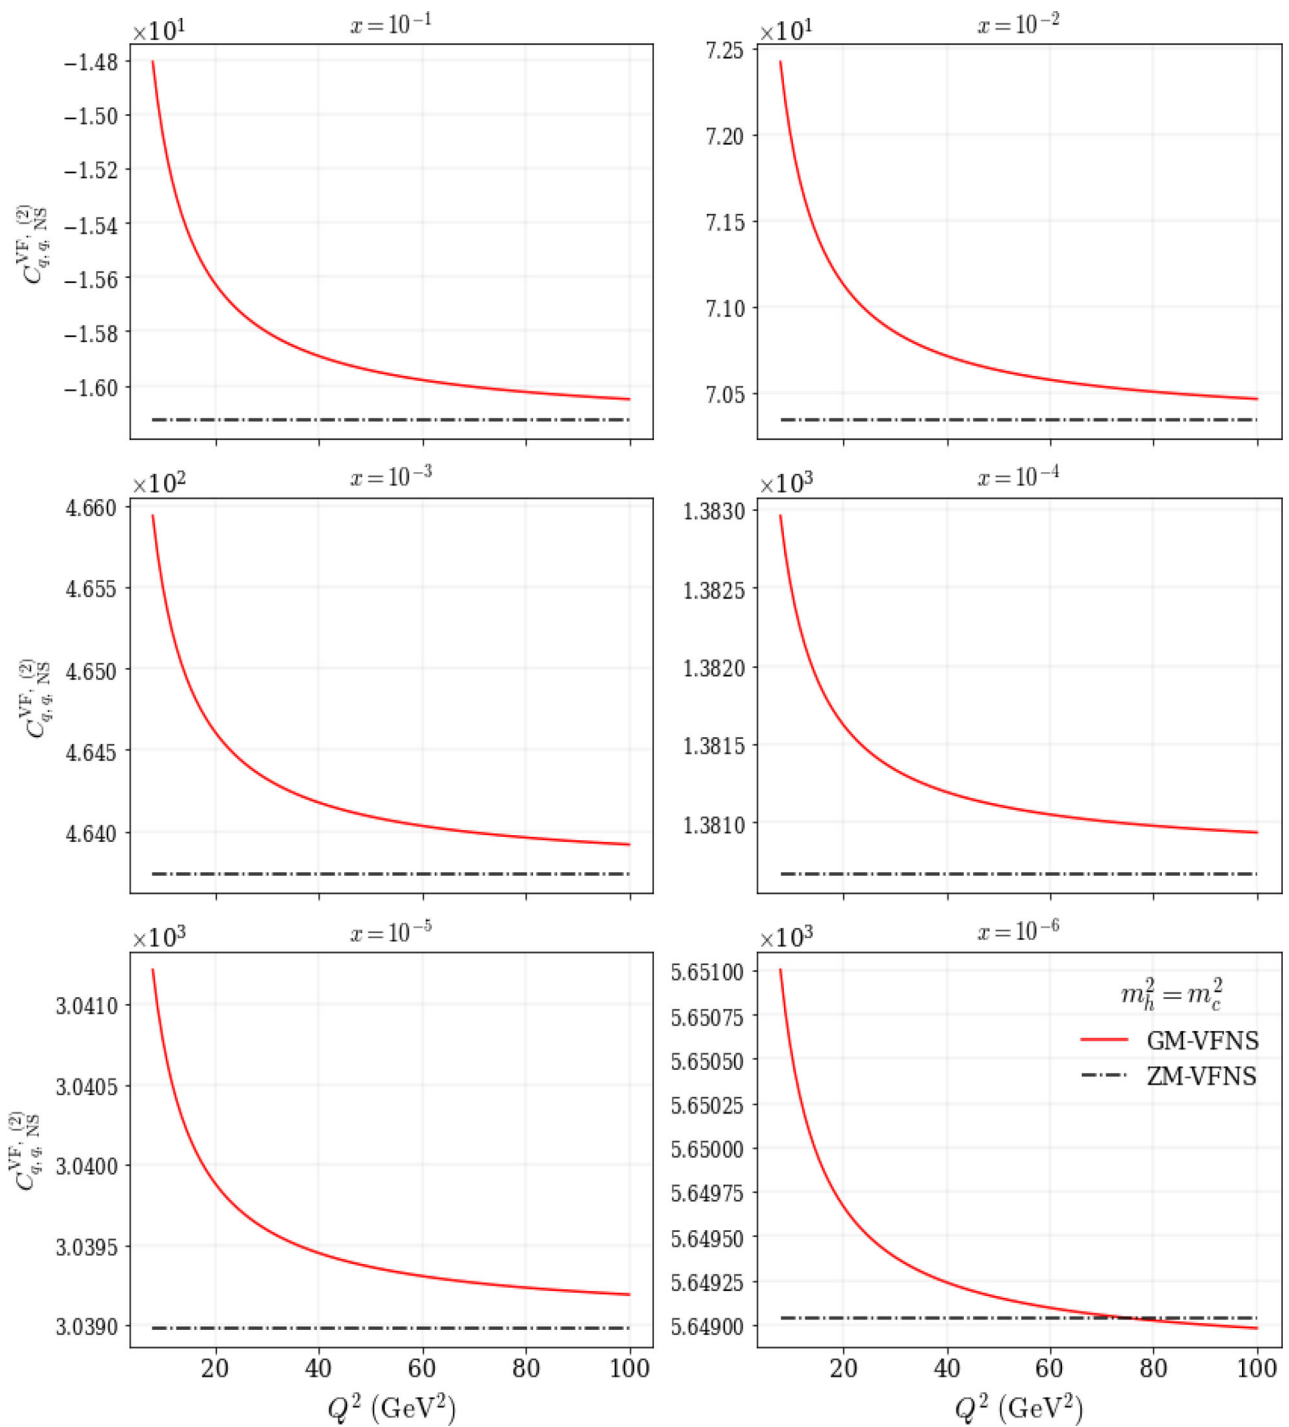 ×10¹ x = 10⁻¹
−1.48
−1.50
−1.52
−1.54
−1.56
−1.58
−1.60
C_{q, q, NS}^{VF, (2)}
×10¹ x = 10⁻²
7.25
7.20
7.15
7.10
7.05
×10² x = 10⁻³
4.660
4.655
4.650
4.645
4.640
C_{q, q, NS}^{VF, (2)}
×10³ x = 10⁻⁴
1.3830
1.3825
1.3820
1.3815
1.3810
×10³ x = 10⁻⁵
3.0410
3.0405
3.0400
3.0395
3.0390
C_{q, q, NS}^{VF, (2)}
20 40 60 80 100
Q² (GeV²)
×10³ x = 10⁻⁶
5.65100
5.65075
5.65050
5.65025
5.65000
5.64975
5.64950
5.64925
5.64900
m_h² = m_c²
GM-VFNS
ZM-VFNS
20 40 60 80 100
Q² (GeV²)